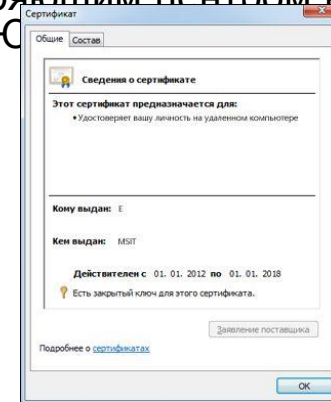 Сертификат
Общие Состав
Сведения о сертификате
Этот сертификат предназначается для:
• Удостоверяет вашу личность на удаленном компьютере
Кому выдан: E
Кем выдан: MSIT
Действителен с 01. 01. 2012 по 01. 01. 2018
Есть закрытый ключ для этого сертификата.
Заявление поставщика
Подробнее о сертификатах
OK